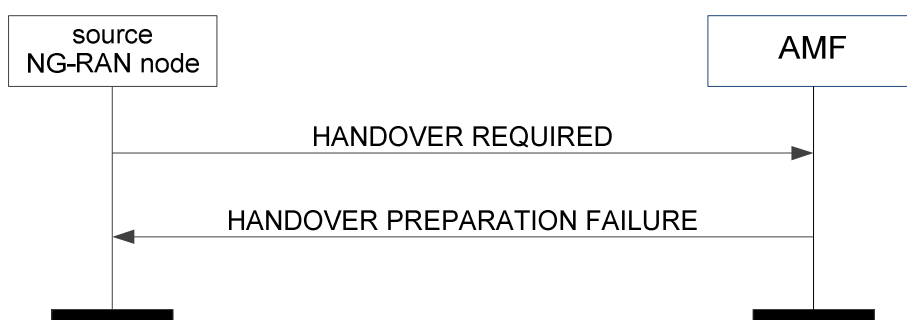 source
NG-RAN node
AMF
HANDOVER REQUIRED
HANDOVER PREPARATION FAILURE